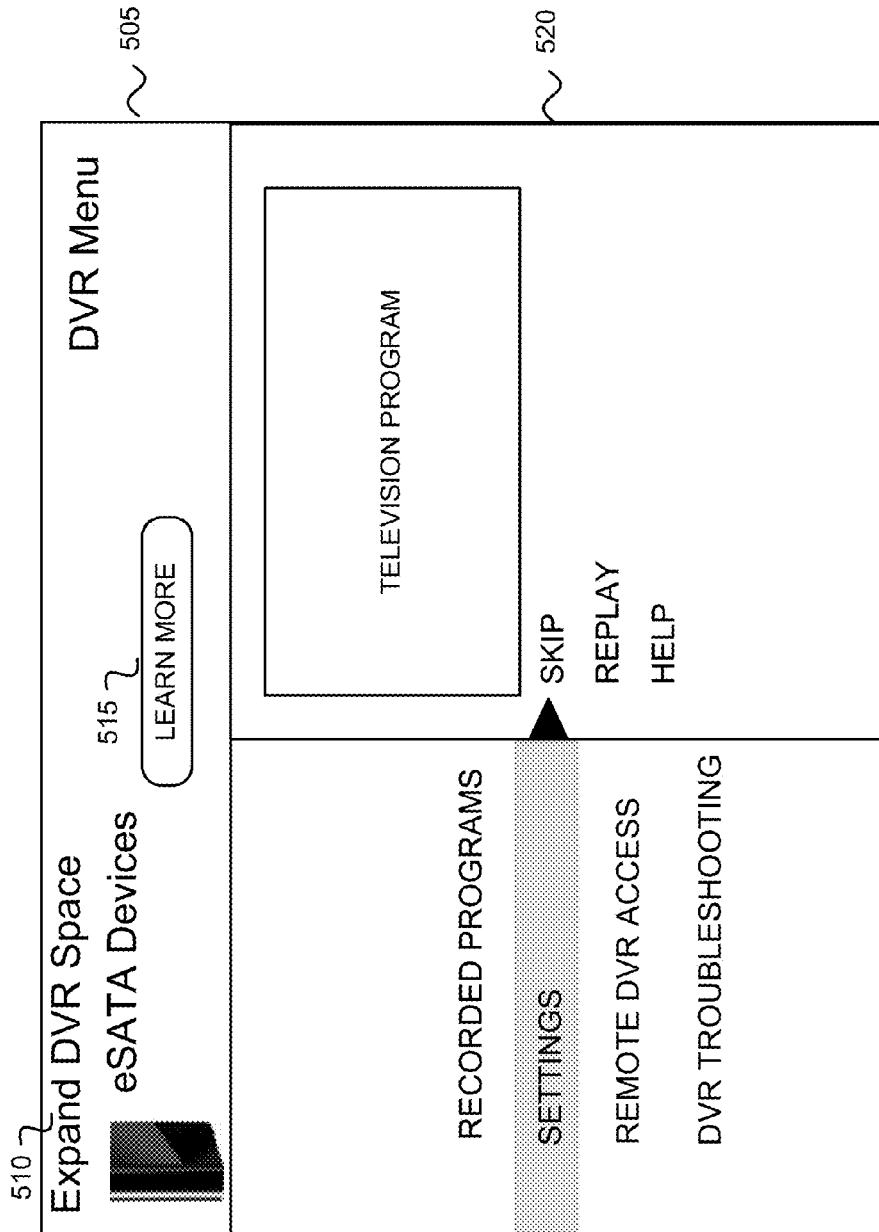 510
Expand DVR Space
eSATA Devices
515
LEARN MORE
DVR Menu
505
RECORDED PROGRAMS
SETTINGS
REMOTE DVR ACCESS
DVR TROUBLESHOOTING
TELEVISION PROGRAM
SKIP
REPLAY
HELP
520